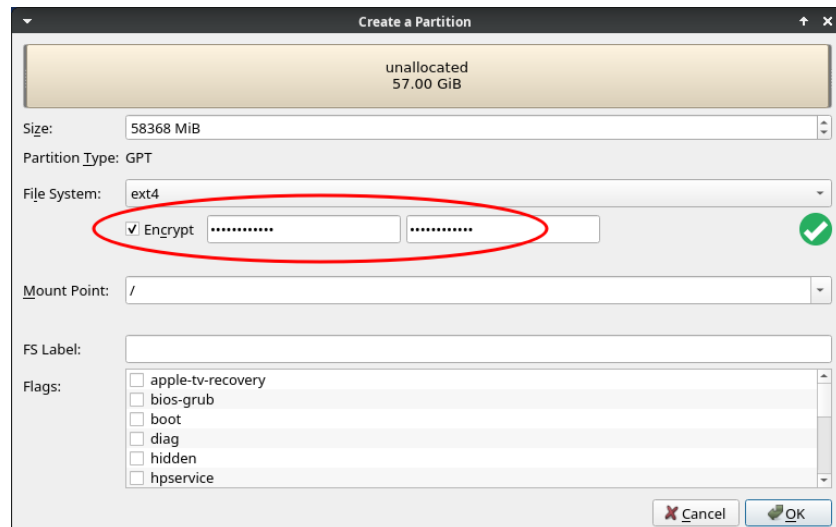 Create a Partition
unallocated
57.00 GiB
Size: 58368 MiB
Partition Type: GPT
File System: ext4
Encrypt •••••••••••• ••••••••••••
Mount Point: /
FS Label:
Flags:
apple-tv-recovery
bios-grub
boot
diag
hidden
hpservice
Cancel OK